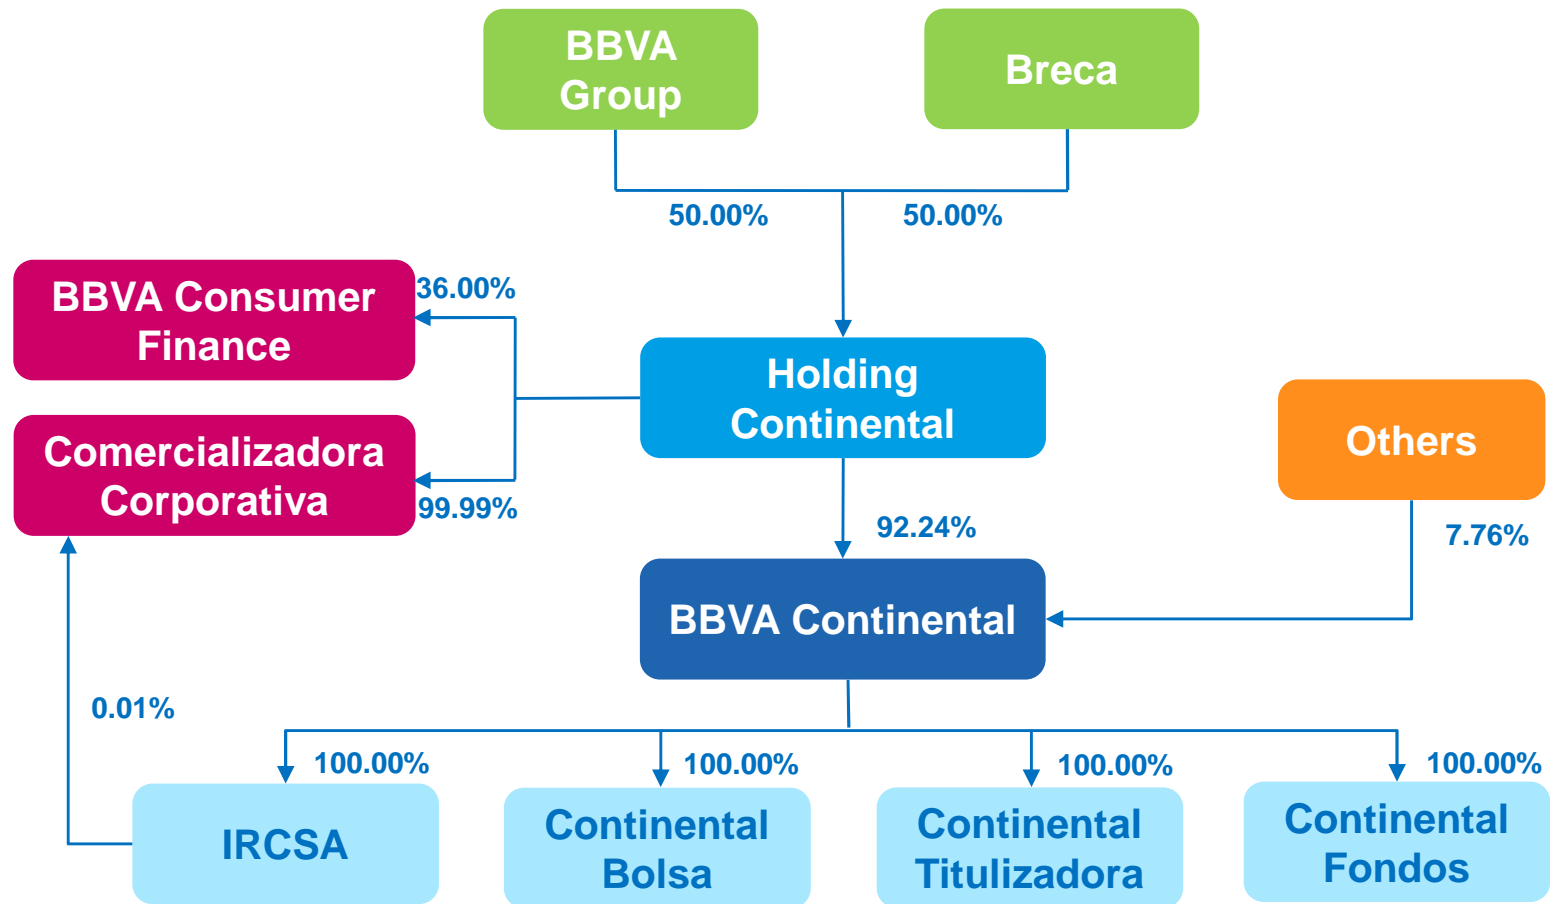 BBVA
Group
Breca
50.00%
50.00%
BBVA Consumer
Finance
36.00%
Holding
Continental
Others
Comercializadora
Corporativa
99.99%
92.24%
7.76%
BBVA Continental
0.01%
100.00%
100.00%
100.00%
100.00%
IRCSA
Continental
Bolsa
Continental
Titulizadora
Continental
Fondos